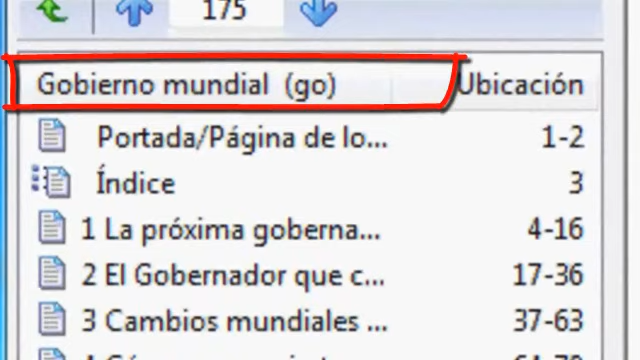 175
Gobierno mundial (go) Ubicación
Portada/Página de lo... 1-2
Índice 3
1 La próxima goberna... 4-16
2 El Gobernador que c... 17-36
3 Cambios mundiales ... 37-63